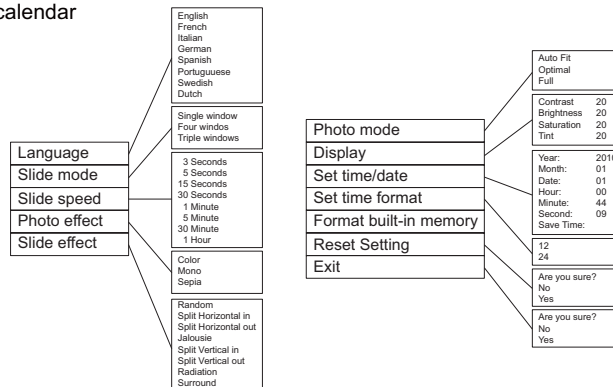 calendar
Language
Slide mode
Slide speed
Photo effect
Slide effect
English
French
Italian
German
Spanish
Portuguuese
Swedish
Dutch
Single window
Four windos
Triple windows
3 Seconds
5 Seconds
15 Seconds
30 Seconds
1 Minute
5 Minute
30 Minute
1 Hour
Color
Mono
Sepia
Random
Split Horizontal in
Split Horizontal out
Jalousie
Split Vertical in
Split Vertical out
Radiation
Surround
Photo mode
Display
Set time/date
Set time format
Format built-in memory
Reset Setting
Exit
Auto Fit
Optimal
Full
Contrast 20
Brightness 20
Saturation 20
Tint 20
Year: 2010
Month: 01
Date: 01
Hour: 00
Minute: 44
Second: 09
Save Time:
12
24
Are you sure?
No
Yes
Are you sure?
No
Yes